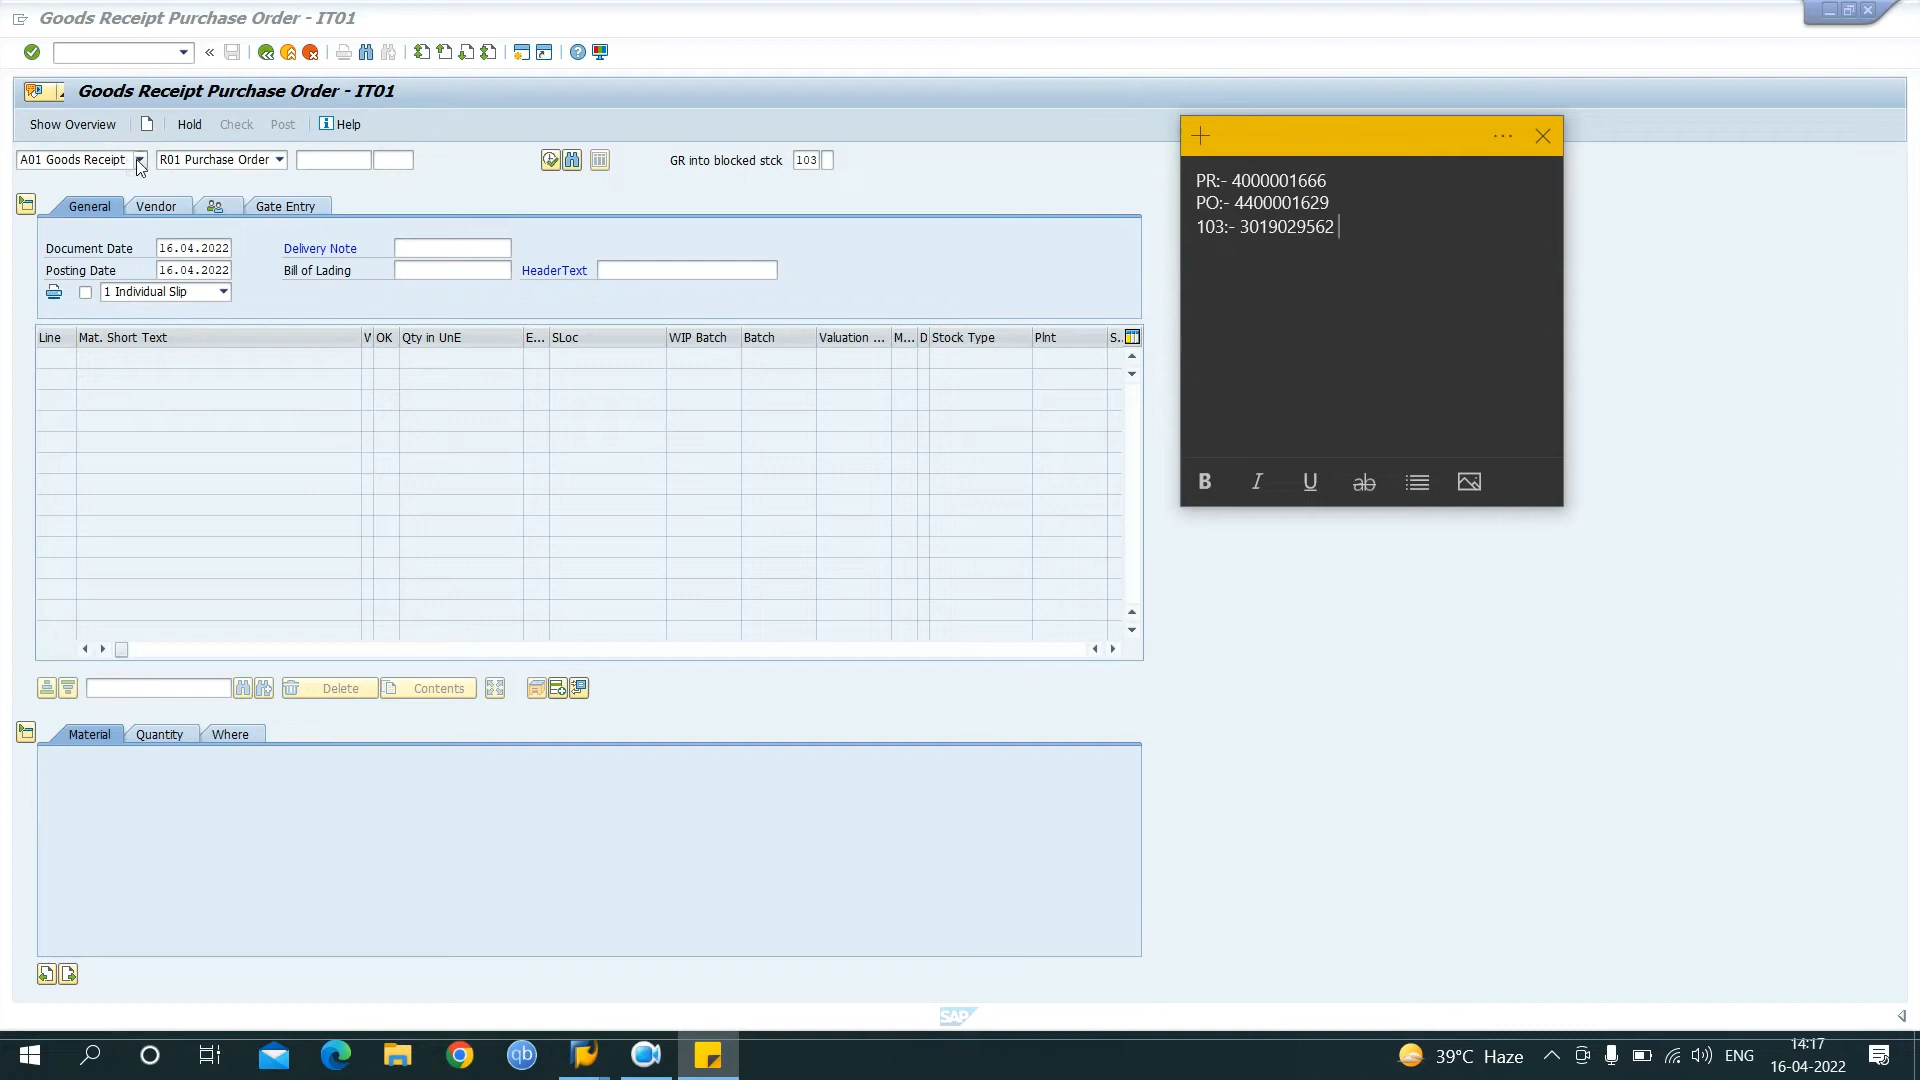 Goods Receipt Purchase Order - IT01
Goods Receipt Purchase Order - IT01
Show Overview Hold Check Post Help
A01 Goods Receipt R01 Purchase Order GR into blocked stck 103
General Vendor Gate Entry
Document Date 16.04.2022 Delivery Note
Posting Date 16.04.2022 Bill of Lading HeaderText
1 Individual Slip
Line Mat. Short Text V OK Qty in UnE E... SLoc WIP Batch Batch Valuation ... M... D Stock Type Plnt S..
Delete Contents
Material Quantity Where
SAP
PR:- 4000001666
PO:- 4400001629
103:- 3019029562
B I U ab
qb 39°C Haze ENG 14:17
16-04-2022